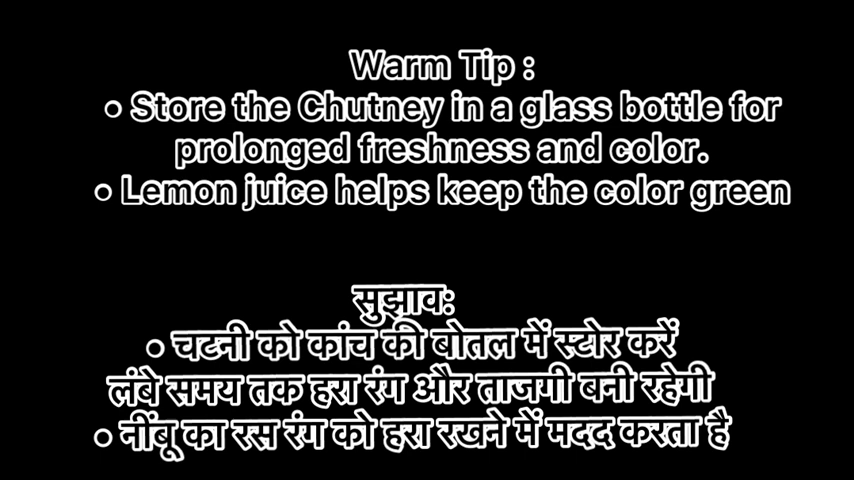 Warm Tip :
• Store the Chutney in a glass bottle for
prolonged freshness and color.
• Lemon juice helps keep the color green
सुझाव:
• चटनी को कांच की बोतल में स्टोर करें
लंबे समय तक हरा रंग और ताजगी बनी रहेगी
• नींबू का रस रंग को हरा रखने में मदद करता है